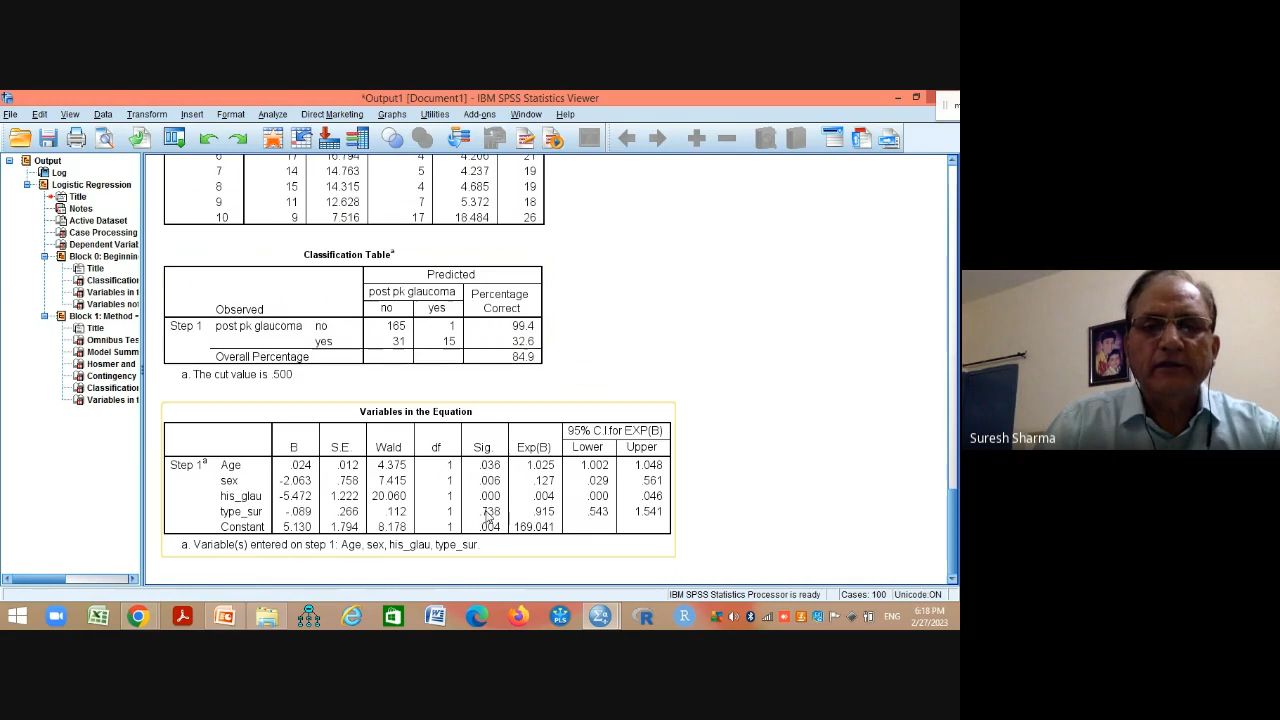 *Output1 [Document1] - IBM SPSS Statistics Viewer
File Edit View Data Transform Insert Format Analyze Direct Marketing Graphs Utilities Add-ons Window Help
Output
Log
Logistic Regression
Title
Notes
Active Dataset
Case Processing
Dependent Variab
Block 0: Beginnin
Title
Classification
Variables in t
Variables not
Block 1: Method =
Title
Omnibus Tes
Model Summ
Hosmer and
Contingency
Classification
Variables in t
6 17 16.794 4 4.206 21
7 14 14.763 5 4.237 19
8 15 14.315 4 4.685 19
9 11 12.628 7 5.372 18
10 9 7.516 17 18.484 26
Classification Tableᵃ
Predicted
post pk glaucoma Percentage Correct
Observed no yes
Step 1 post pk glaucoma no 165 1 99.4
yes 31 15 32.6
Overall Percentage 84.9
a. The cut value is .500
Variables in the Equation
95% C.I.for EXP(B)
B S.E. Wald df Sig. Exp(B) Lower Upper
Step 1ᵃ Age .024 .012 4.375 1 .036 1.025 1.002 1.048
sex -2.063 .758 7.415 1 .006 .127 .029 .561
his_glau -5.472 1.222 20.060 1 .000 .004 .000 .046
type_sur -.089 .266 .112 1 .738 .915 .543 1.541
Constant 5.130 1.794 8.178 1 .004 169.041
a. Variable(s) entered on step 1: Age, sex, his_glau, type_sur.
IBM SPSS Statistics Processor is ready Cases: 100 Unicode:ON
ENG
6:18 PM
2/27/2023
Suresh Sharma